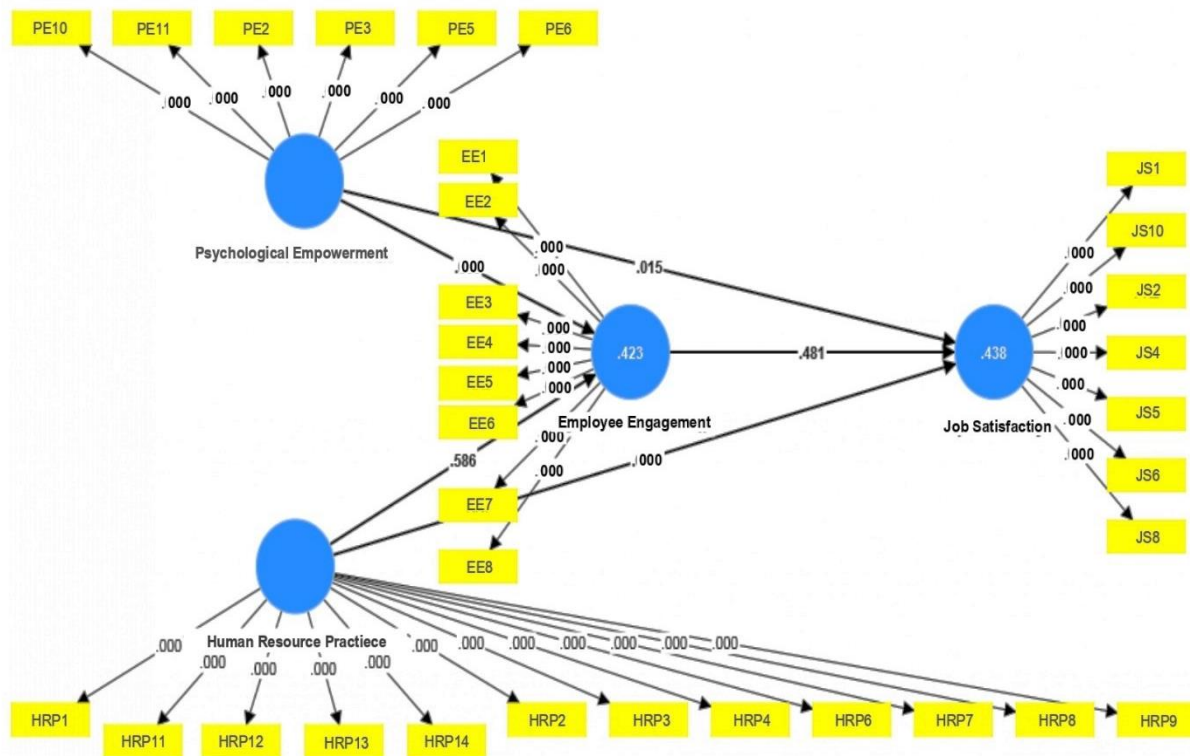 PE10
PE11
PE2
PE3
PE5
PE6
.000
.000
.000
.000
.000
.000
EE1
EE2
JS1
JS10
JS2
JS4
JS5
JS6
JS8
Psychological Empowerment
.000
.000
.000
.015
.000
.000
.000
.000
.000
.000
.000
EE3
EE4
EE5
EE6
.000
.000
.000
.000
.423
.481
.438
Employee Engagement
Job Satisfaction
.000
.000
.586
.000
EE7
EE8
Human Resource Practiece
.000
.000
.000
.000
.000
.000
.000
.000
.000
.000
.000
.000
HRP1
HRP11
HRP12
HRP13
HRP14
HRP2
HRP3
HRP4
HRP6
HRP7
HRP8
HRP9